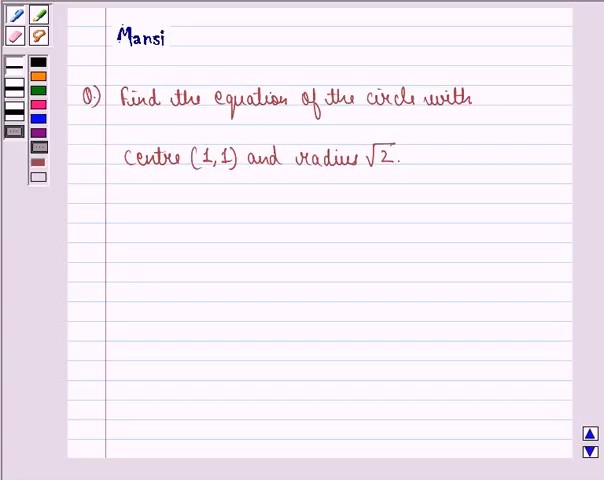 Mansi
Q.) Find the equation of the circle with
centre (1,1) and radius √2.